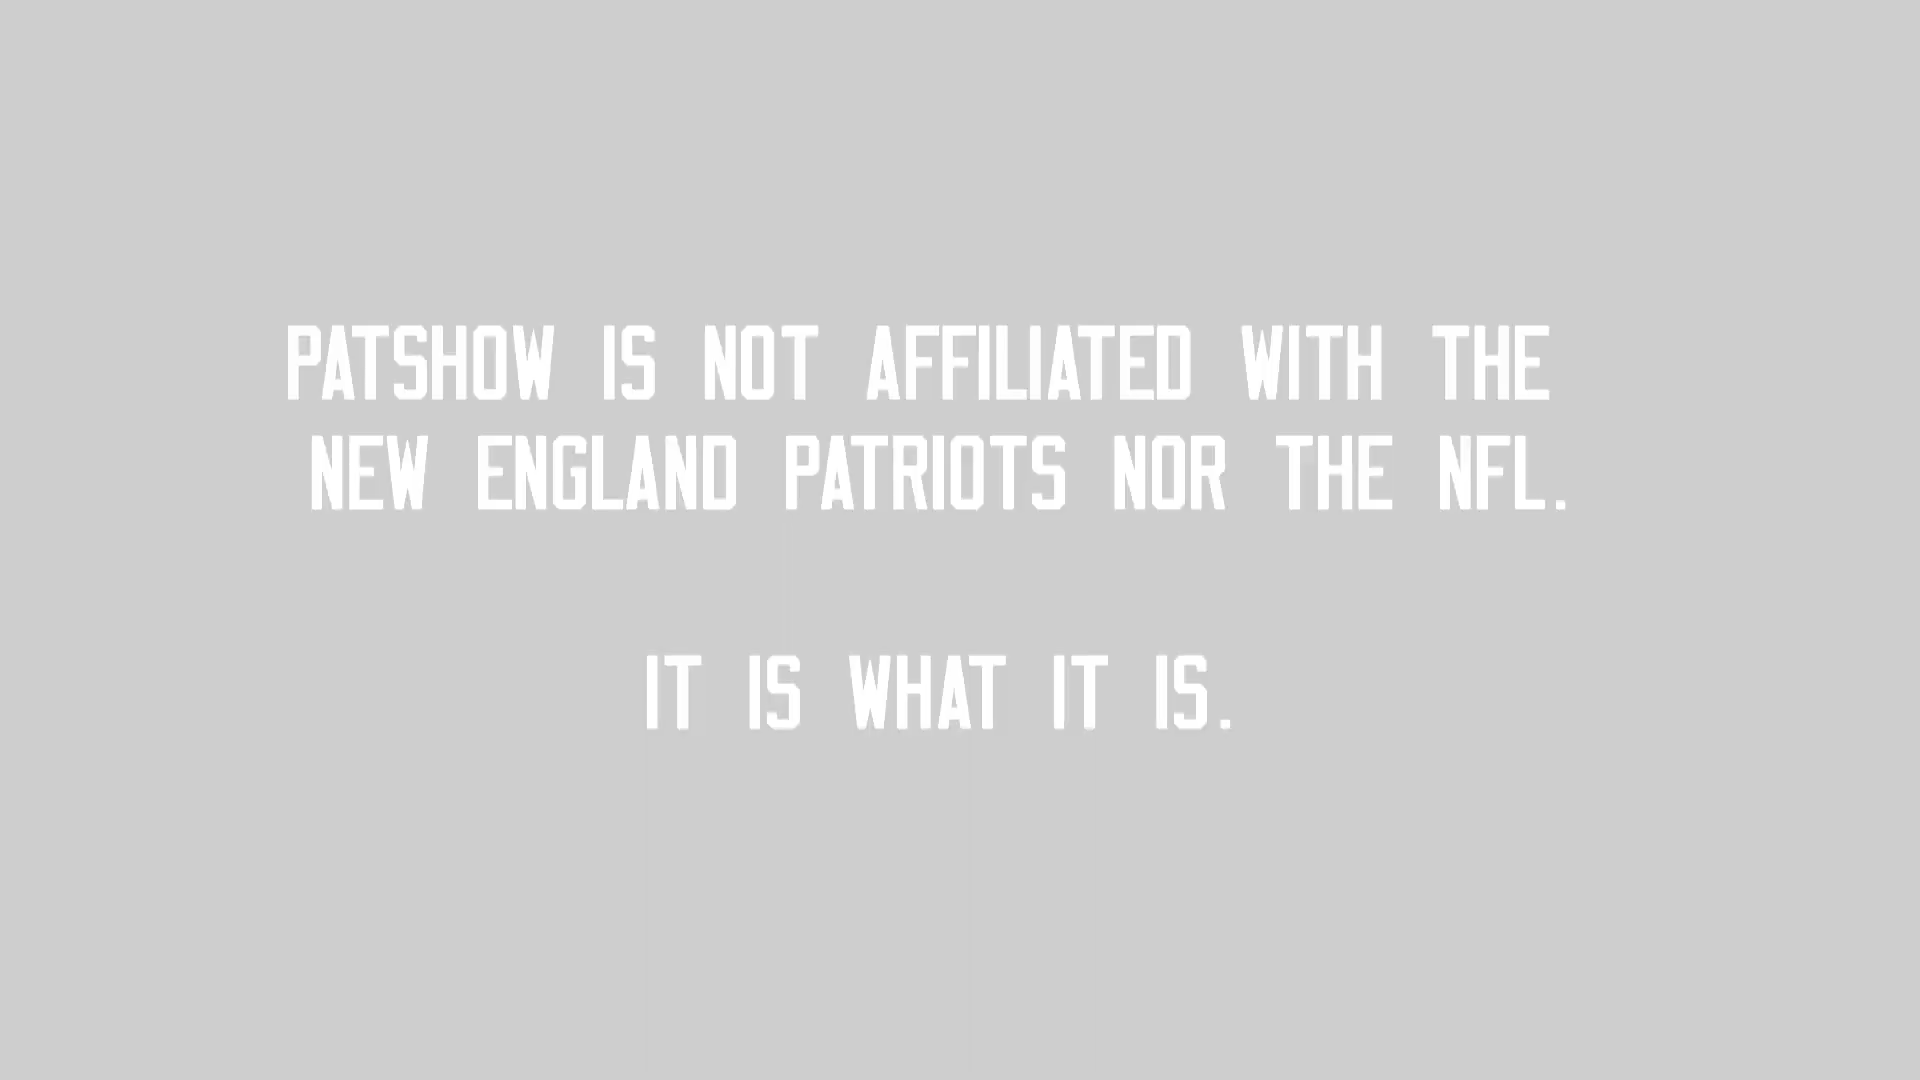 PATSHOW IS NOT AFFILIATED WITH THE
NEW ENGLAND PATRIOTS NOR THE NFL.
IT IS WHAT IT IS.